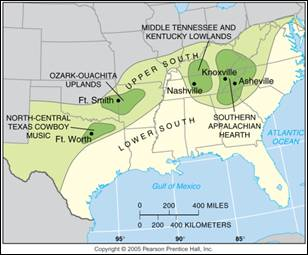 MIDDLE TENNESSEE AND
KENTUCKY LOWLANDS
OZARK-OUACHITA
UPLANDS
UPPER SOUTH
Knoxville
Asheville
Ft. Smith
Nashville
NORTH-CENTRAL
TEXAS COWBOY
MUSIC
SOUTHERN
APPALACHIAN
HEARTH
LOWER SOUTH
Ft. Worth
ATLANTIC
OCEAN
Gulf of Mexico
0 200 400 MILES
0 200 400 KILOMETERS
95° 90° 85°
Copyright © 2005 Pearson Prentice Hall, Inc.